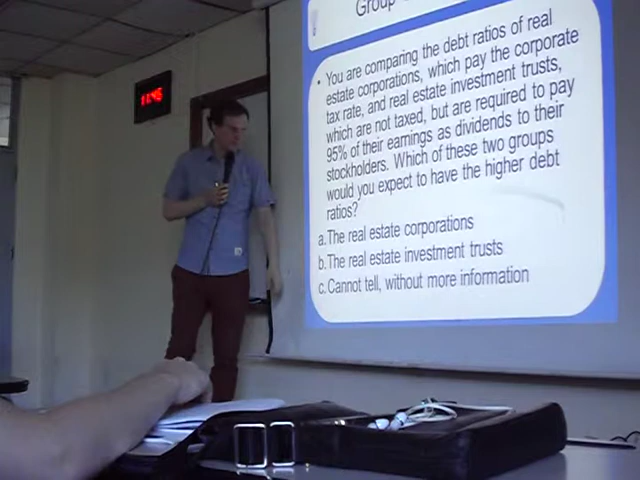 Group
11:45
• You are comparing the debt ratios of real
estate corporations, which pay the corporate
tax rate, and real estate investment trusts,
which are not taxed, but are required to pay
95% of their earnings as dividends to their
stockholders. Which of these two groups
would you expect to have the higher debt
ratios?
a. The real estate corporations
b. The real estate investment trusts
c. Cannot tell, without more information